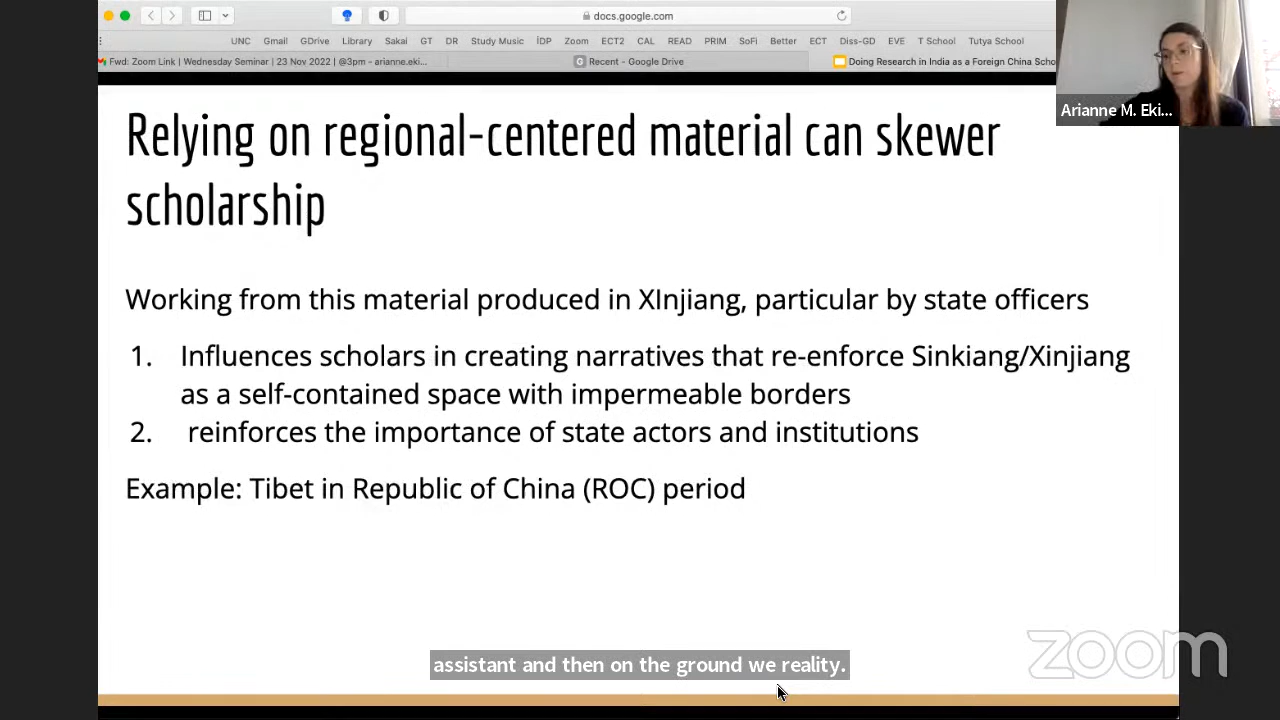 docs.google.com
UNC Gmail GDrive Library Sakai GT DR Study Music İDP Zoom ECT2 CAL READ PRIM SoFi Better ECT Diss-GD EVE T School Tutya School
Fwd: Zoom Link | Wednesday Seminar | 23 Nov 2022 | @3pm - arianne.eki... Recent - Google Drive Doing Research in India as a Foreign China Scho
Arianne M. Eki...
Relying on regional-centered material can skewer
scholarship
Working from this material produced in XInjiang, particular by state officers
1. Influences scholars in creating narratives that re-enforce Sinkiang/Xinjiang
as a self-contained space with impermeable borders
2. reinforces the importance of state actors and institutions
Example: Tibet in Republic of China (ROC) period
assistant and then on the ground we reality.
zoom